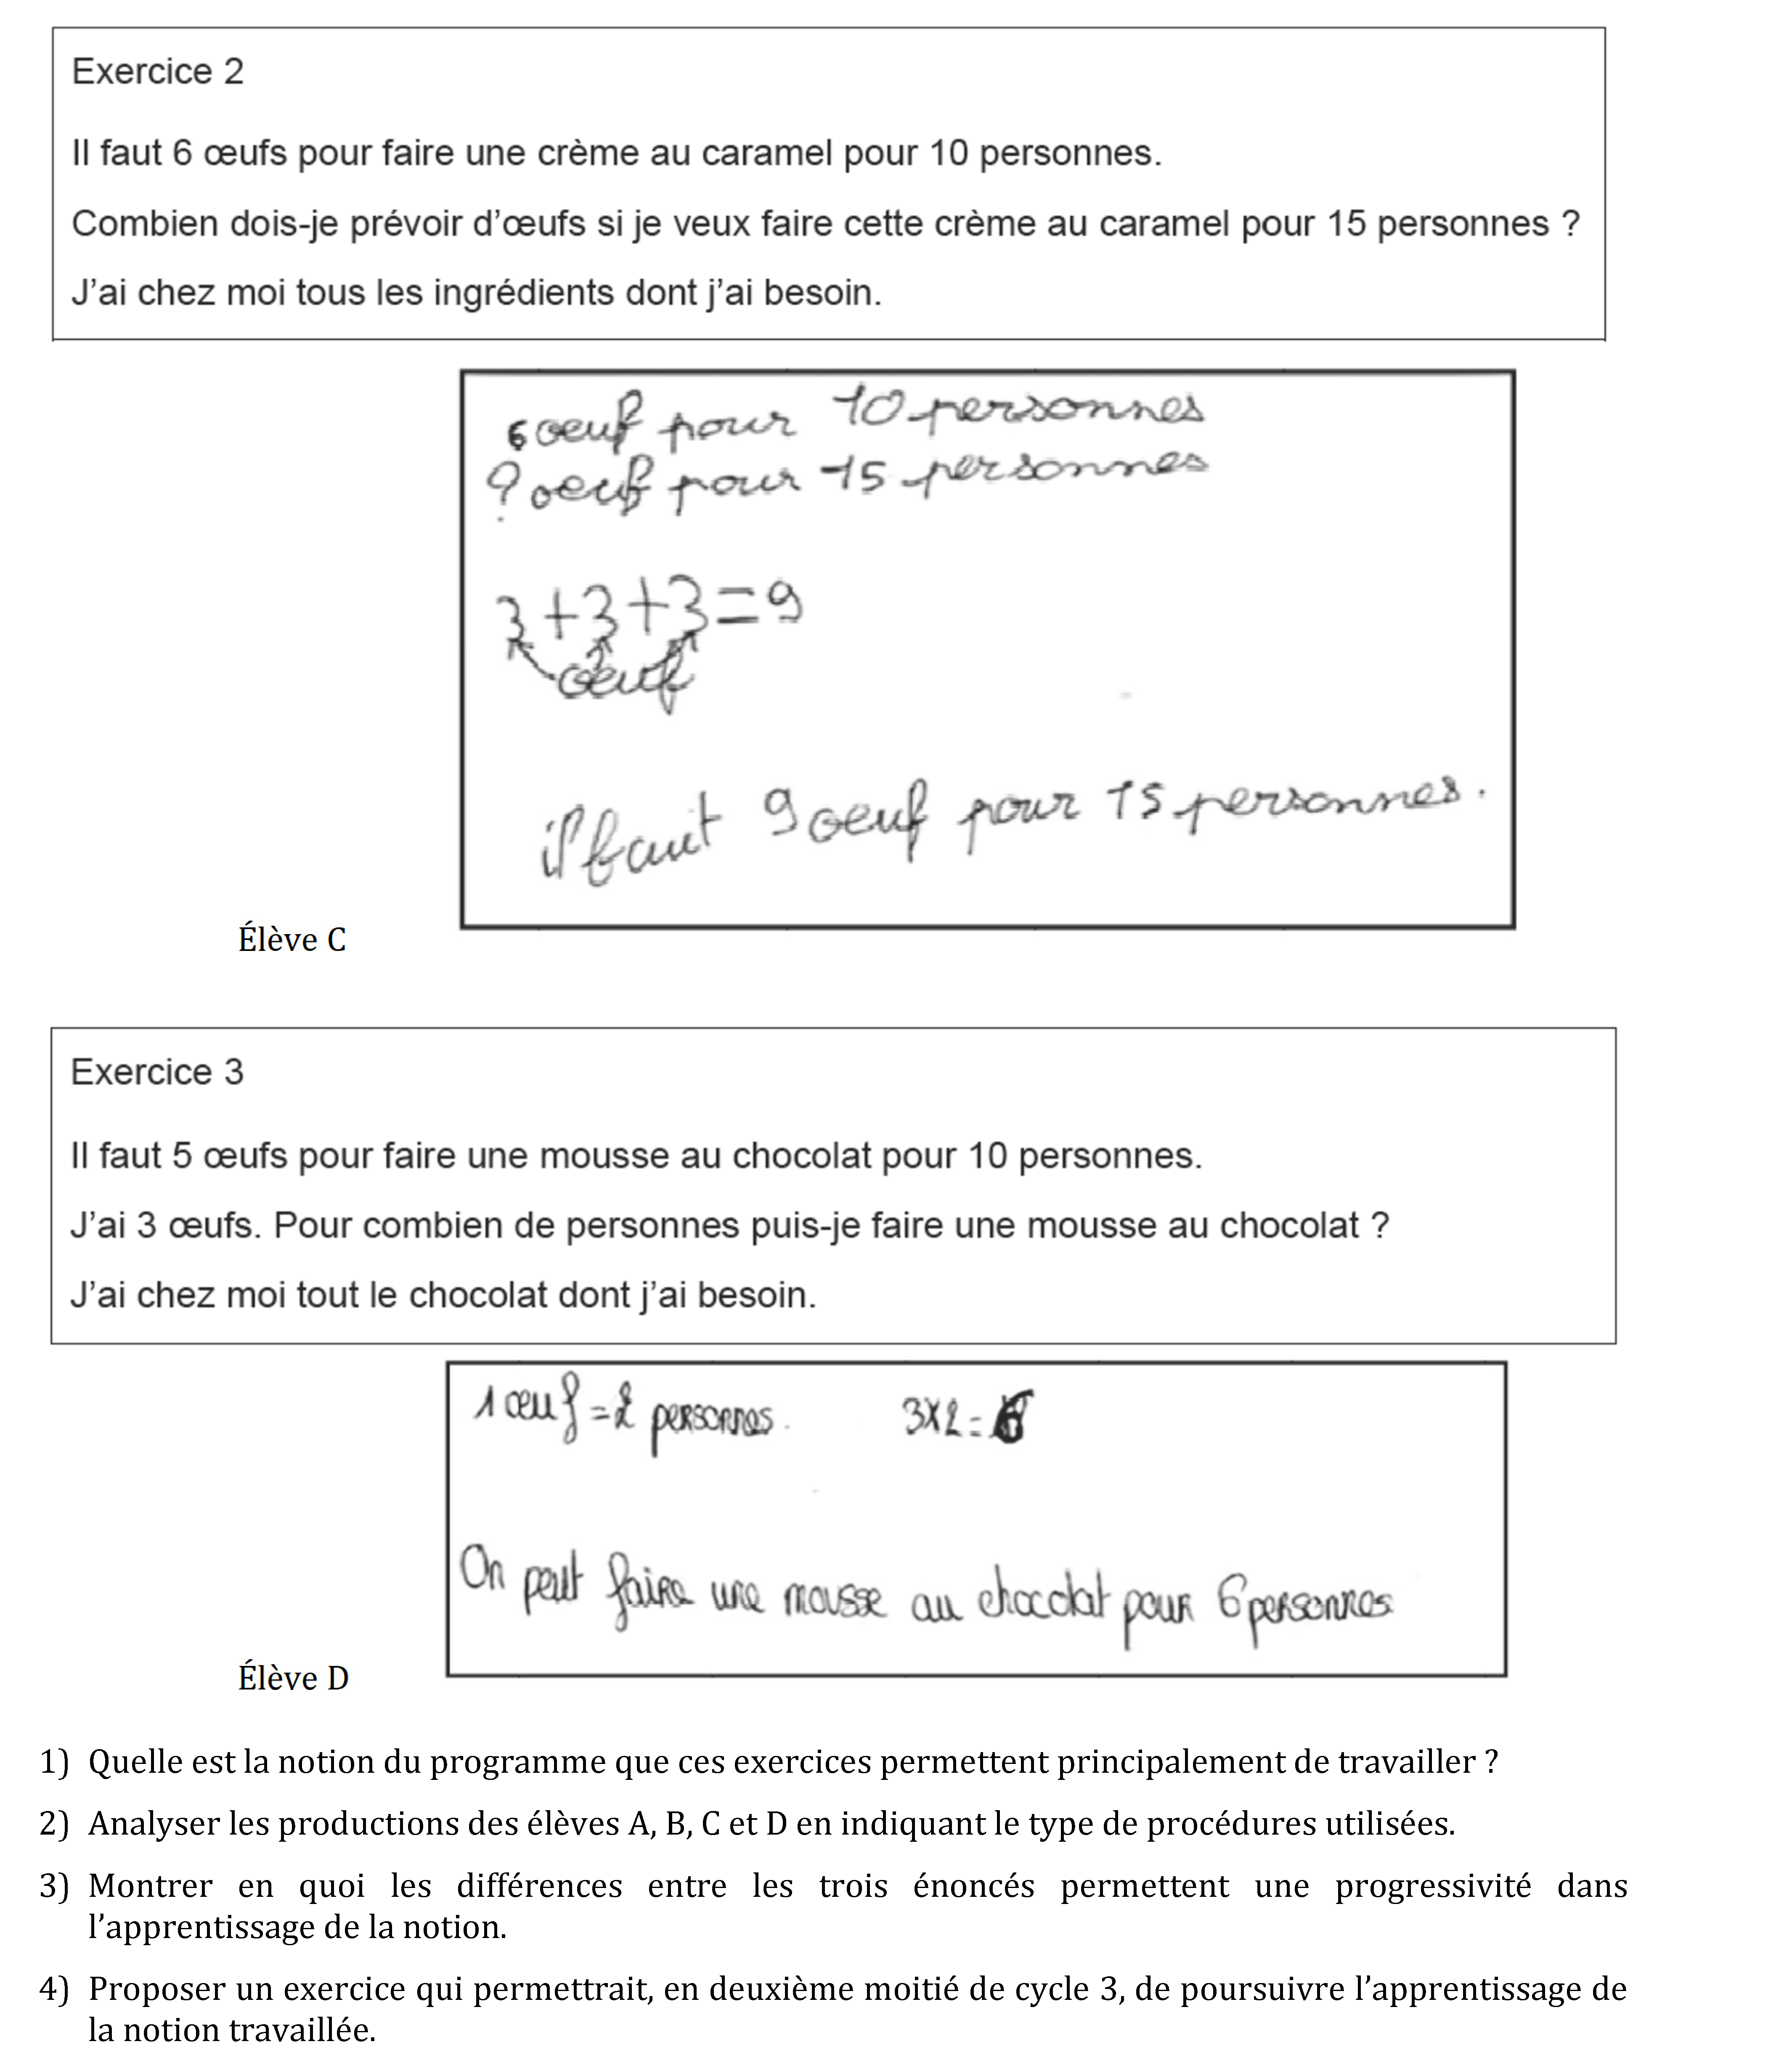 Exercice 2
Il faut 6 œufs pour faire une crème au caramel pour 10 personnes.
Combien dois-je prévoir d'œufs si je veux faire cette crème au caramel pour 15 personnes ?
J'ai chez moi tous les ingrédients dont j'ai besoin.
6 oeuf pour 10 personnes
? oeuf pour 15 personnes
3+3+3=9
oeuf
il faut 9 oeuf pour 15 personnes.
Élève C
Exercice 3
Il faut 5 œufs pour faire une mousse au chocolat pour 10 personnes.
J'ai 3 œufs. Pour combien de personnes puis-je faire une mousse au chocolat ?
J'ai chez moi tout le chocolat dont j'ai besoin.
1 œuf = 2 personnes. 3x2=6
On peut faire une mousse au chocolat pour 6 personnes
Élève D
1) Quelle est la notion du programme que ces exercices permettent principalement de travailler ?
2) Analyser les productions des élèves A, B, C et D en indiquant le type de procédures utilisées.
3) Montrer en quoi les différences entre les trois énoncés permettent une progressivité dans
l'apprentissage de la notion.
4) Proposer un exercice qui permettrait, en deuxième moitié de cycle 3, de poursuivre l'apprentissage de
la notion travaillée.